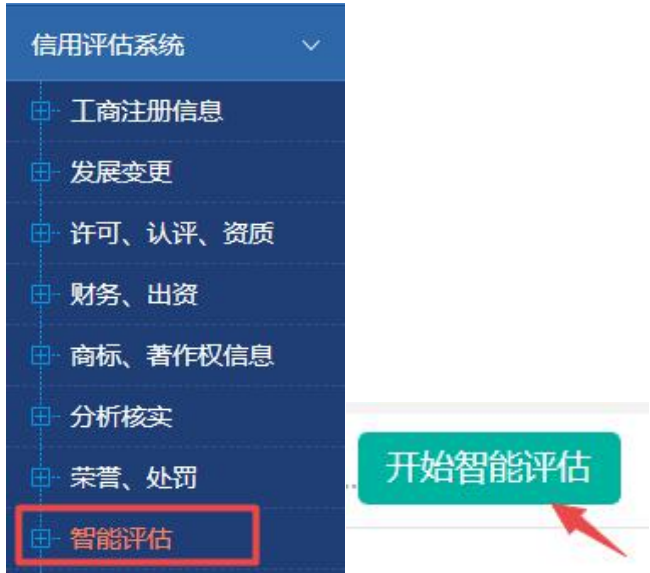 信用评估系统
工商注册信息
发展变更
许可、认评、资质
财务、出资
商标、著作权信息
分析核实
荣誉、处罚
智能评估
开始智能评估